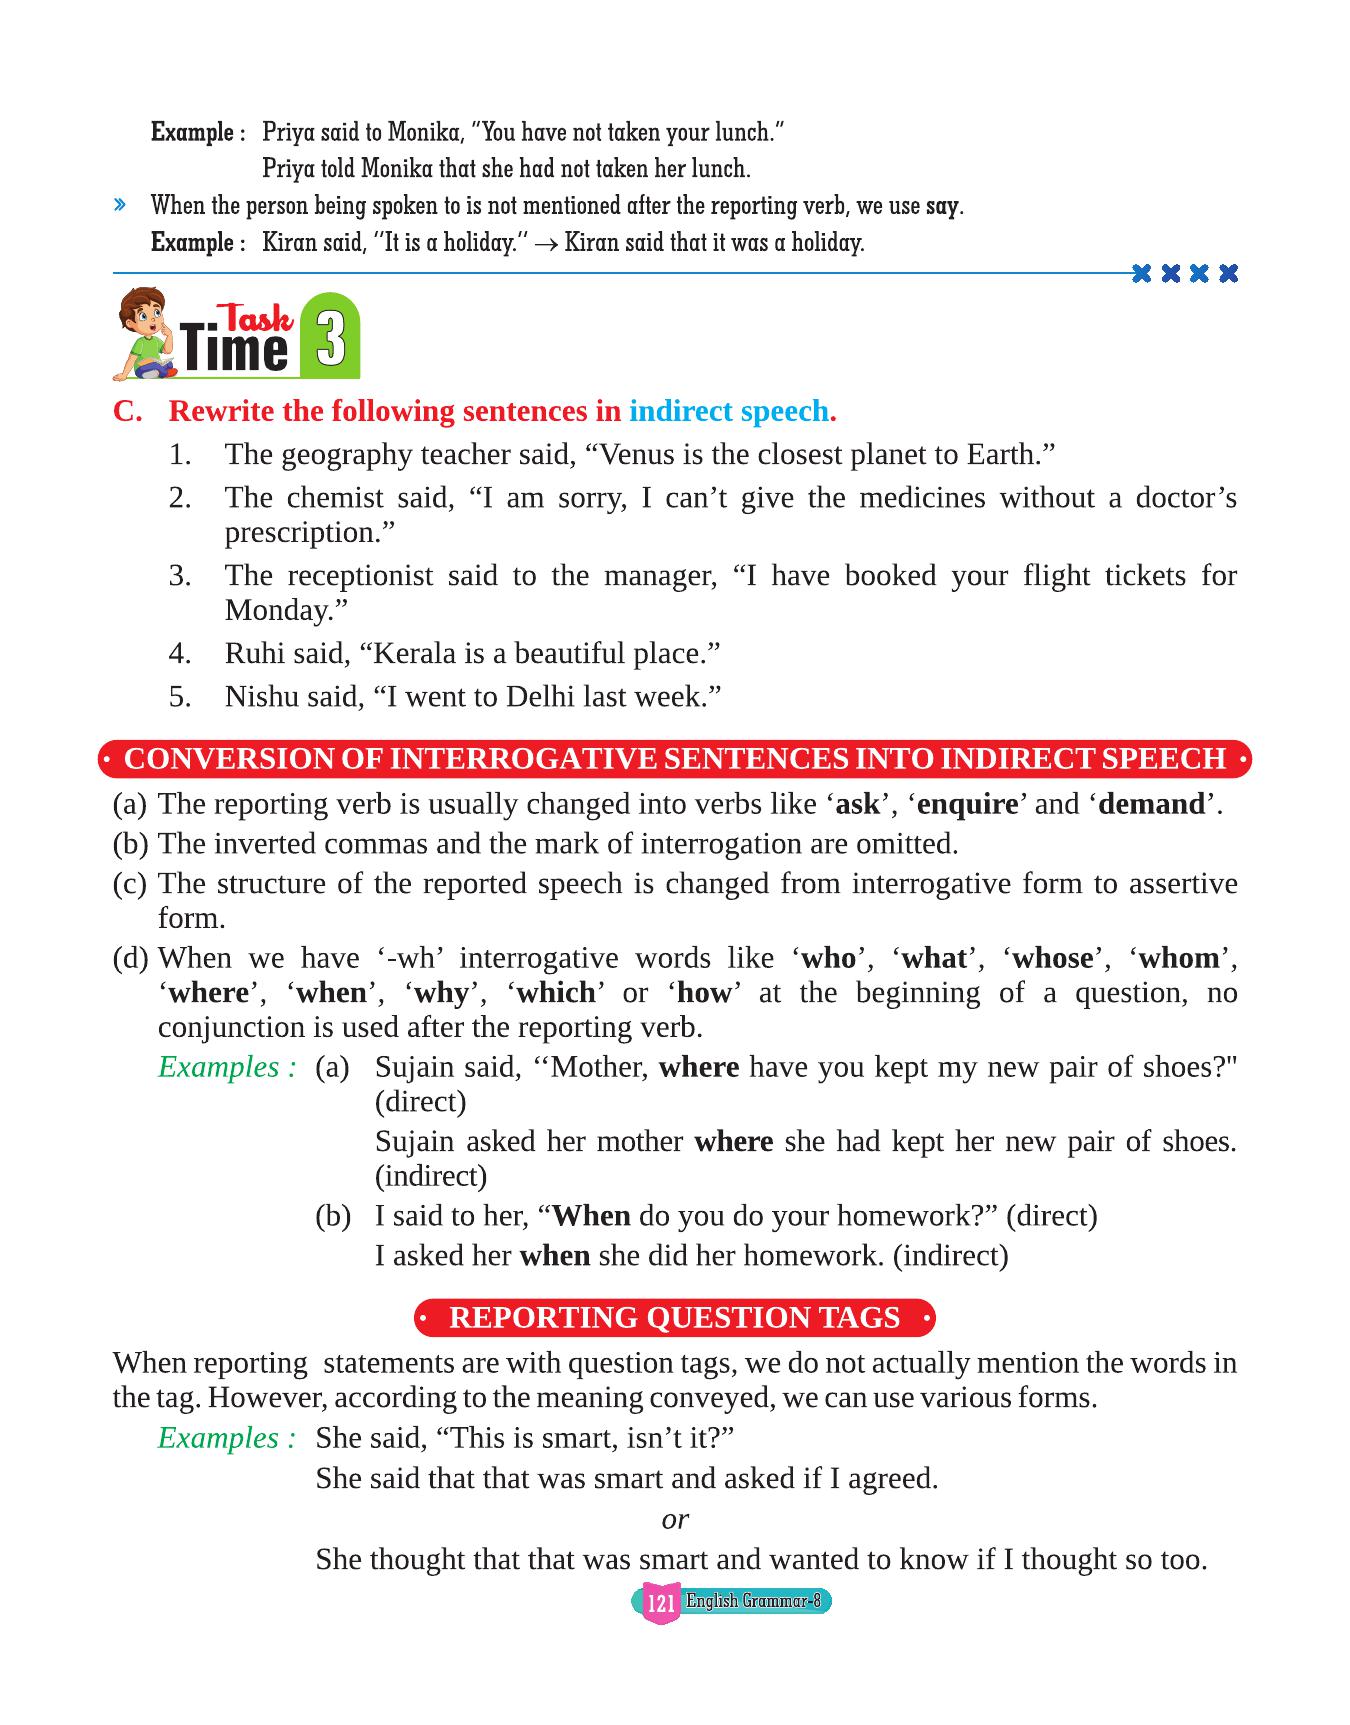 Example : Priya said to Monika, ′′You have not taken your lunch.′′
Priya told Monika that she had not taken her lunch.
» When the person being spoken to is not mentioned after the reporting verb, we use say.
Example : Kiran said, ′′It is a holiday.′′ → Kiran said that it was a holiday.
Task
Time 3
C. Rewrite the following sentences in indirect speech.
1. The geography teacher said, “Venus is the closest planet to Earth.”
2. The chemist said, “I am sorry, I can’t give the medicines without a doctor’s
prescription.”
3. The receptionist said to the manager, “I have booked your flight tickets for
Monday.”
4. Ruhi said, “Kerala is a beautiful place.”
5. Nishu said, “I went to Delhi last week.”
• CONVERSION OF INTERROGATIVE SENTENCES INTO INDIRECT SPEECH •
(a) The reporting verb is usually changed into verbs like ‘ask’, ‘enquire’ and ‘demand’.
(b) The inverted commas and the mark of interrogation are omitted.
(c) The structure of the reported speech is changed from interrogative form to assertive
form.
(d) When we have ‘-wh’ interrogative words like ‘who’, ‘what’, ‘whose’, ‘whom’,
‘where’, ‘when’, ‘why’, ‘which’ or ‘how’ at the beginning of a question, no
conjunction is used after the reporting verb.
Examples : (a) Sujain said, ‘‘Mother, where have you kept my new pair of shoes?"
(direct)
Sujain asked her mother where she had kept her new pair of shoes.
(indirect)
(b) I said to her, “When do you do your homework?” (direct)
I asked her when she did her homework. (indirect)
• REPORTING QUESTION TAGS •
When reporting statements are with question tags, we do not actually mention the words in
the tag. However, according to the meaning conveyed, we can use various forms.
Examples : She said, “This is smart, isn’t it?”
She said that that was smart and asked if I agreed.
or
She thought that that was smart and wanted to know if I thought so too.
121 English Grammar-8